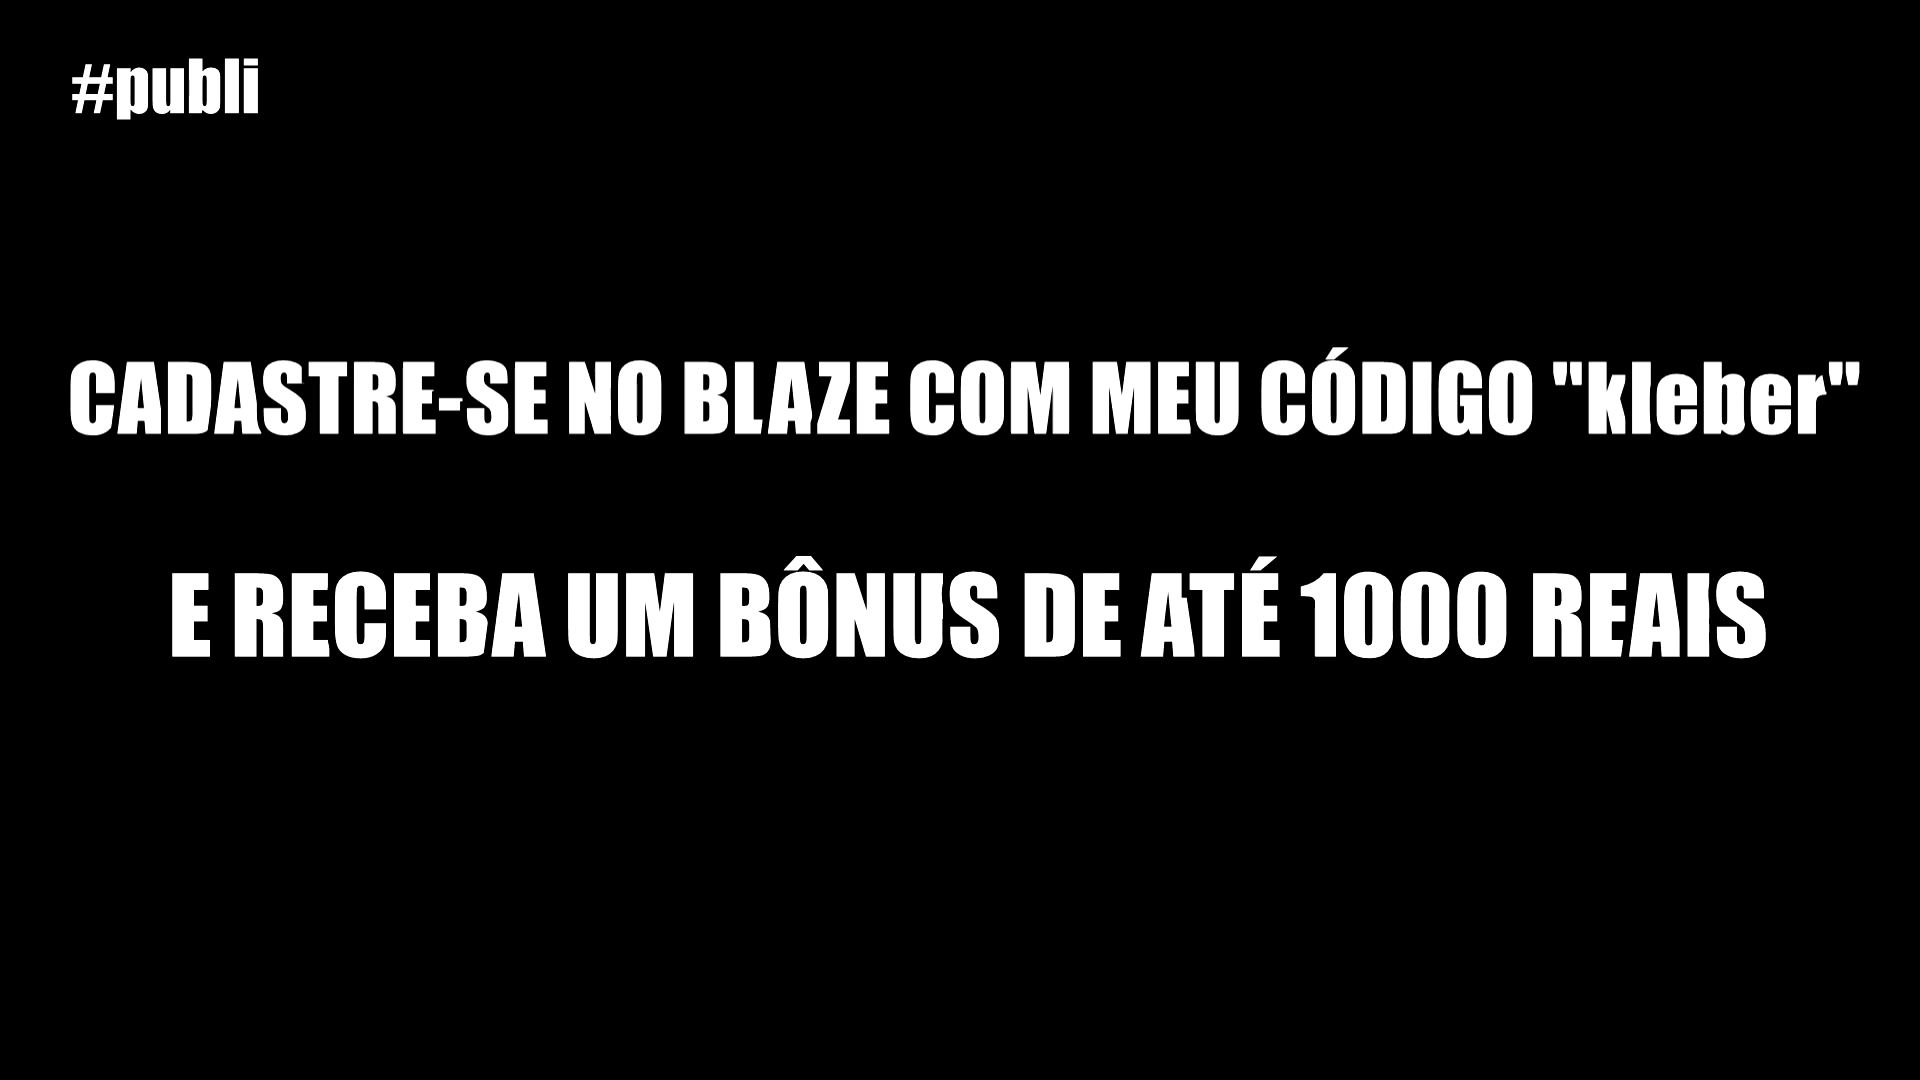 #publi
CADASTRE-SE NO BLAZE COM MEU CÓDIGO "kleber"
E RECEBA UM BÔNUS DE ATÉ 1000 REAIS